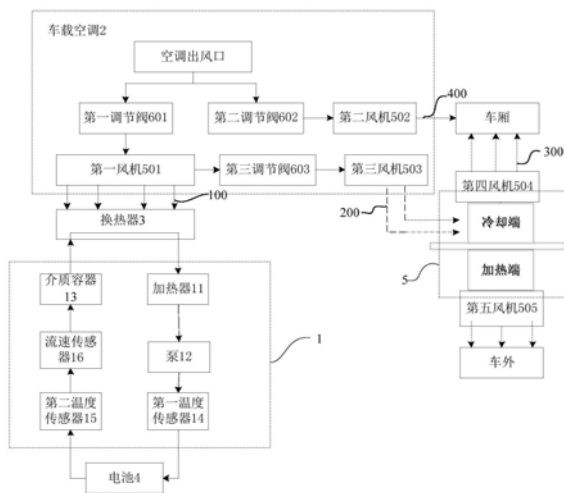 车载空调2
空调出风口
400
第一调节阀601
第二调节阀602
第二风机502
车厢
第一风机501
第三调节阀603
第三风机503
300
100
第四风机504
换热器3
200
冷却端
介质容器
13
加热器11
5
加热端
流速传感
器16
泵12
1
第五风机505
第二温度
传感器15
第一温度
传感器14
车外
电池4